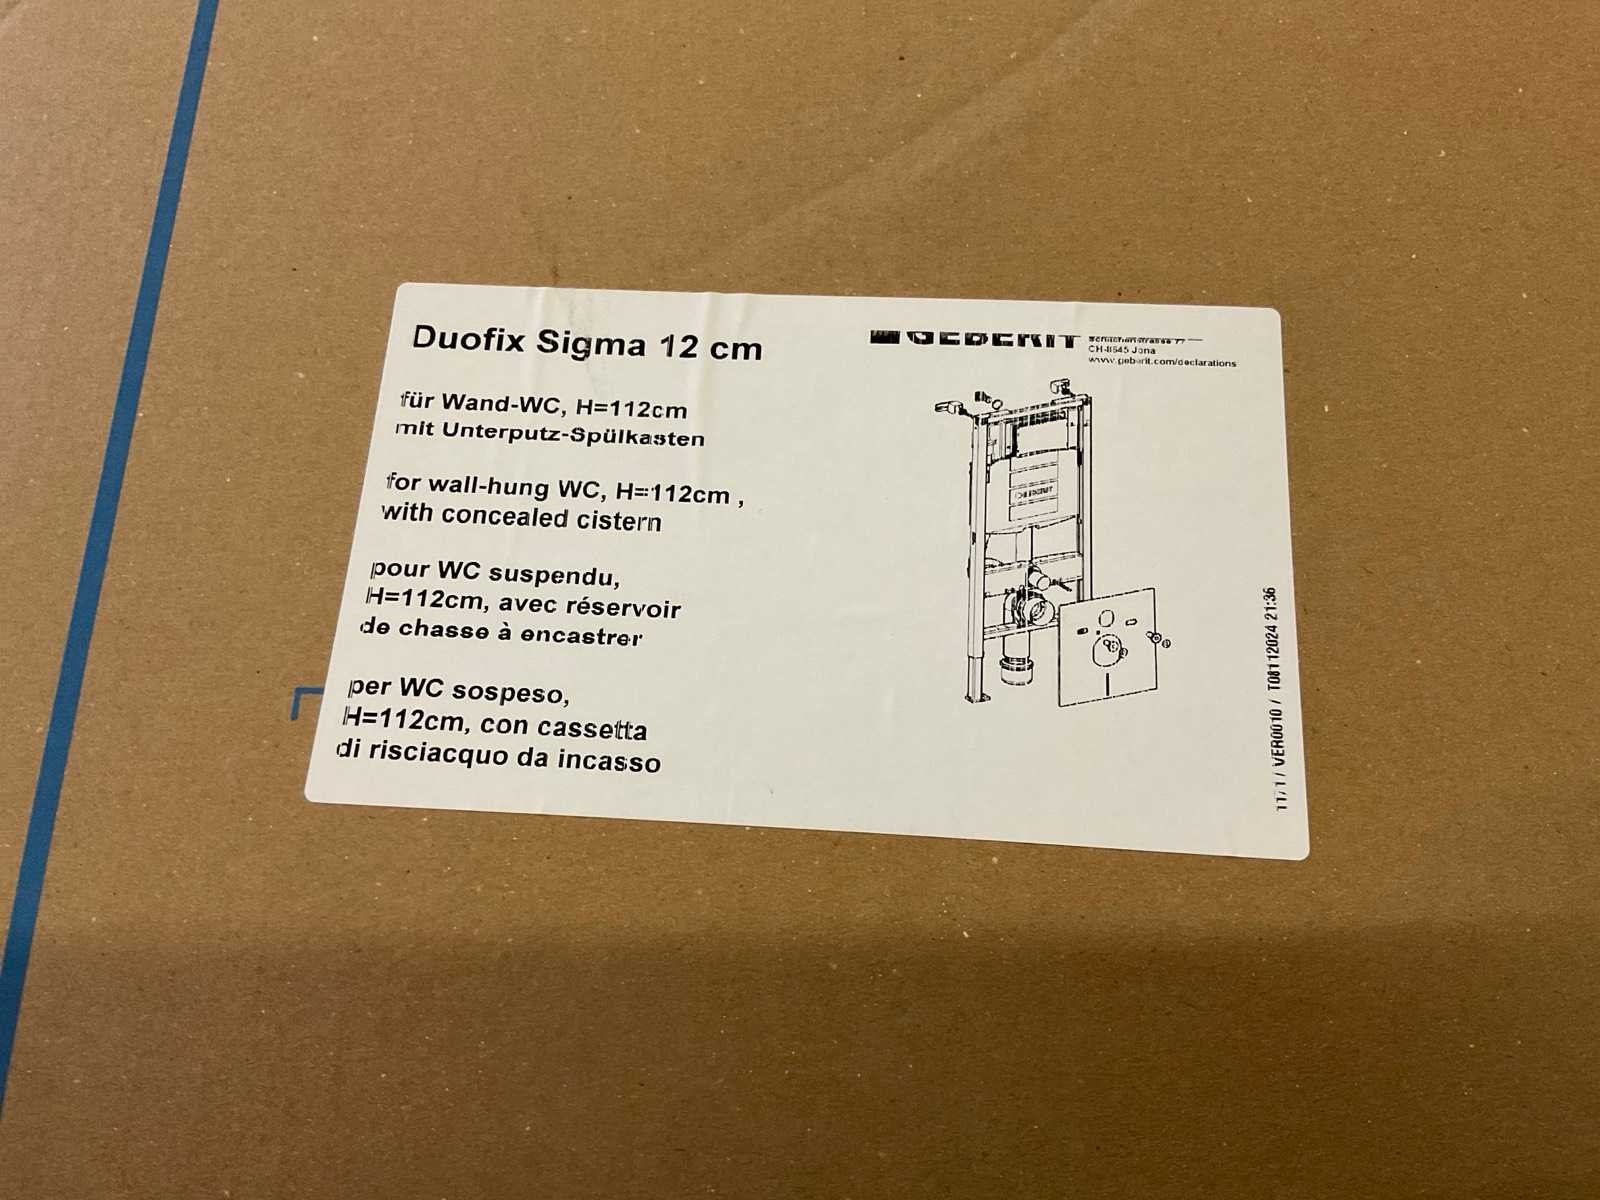 Duofix Sigma 12 cm
für Wand-WC, H=112cm
mit Unterputz-Spülkasten
for wall-hung WC, H=112cm ,
with concealed cistern
pour WC suspendu,
H=112cm, avec réservoir
de chasse à encastrer
per WC sospeso,
H=112cm, con cassetta
di risciacquo da incasso
GEBERIT
CH-8645 Jona
www.geberit.com/declarations
GEBERIT
/ VER0010 / T08112024 21:36